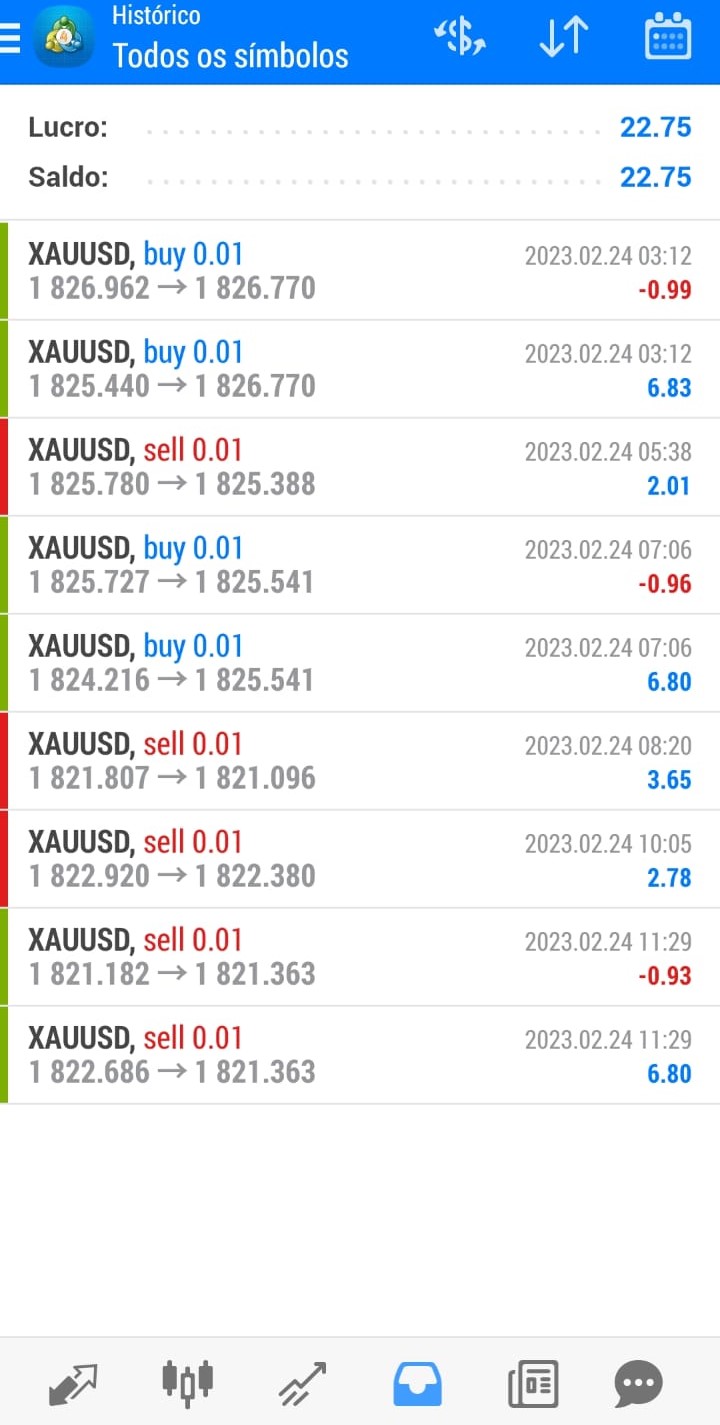 Histórico
Todos os símbolos
Lucro: 22.75
Saldo: 22.75
XAUUSD, buy 0.01 2023.02.24 03:12
1 826.962 → 1 826.770 -0.99
XAUUSD, buy 0.01 2023.02.24 03:12
1 825.440 → 1 826.770 6.83
XAUUSD, sell 0.01 2023.02.24 05:38
1 825.780 → 1 825.388 2.01
XAUUSD, buy 0.01 2023.02.24 07:06
1 825.727 → 1 825.541 -0.96
XAUUSD, buy 0.01 2023.02.24 07:06
1 824.216 → 1 825.541 6.80
XAUUSD, sell 0.01 2023.02.24 08:20
1 821.807 → 1 821.096 3.65
XAUUSD, sell 0.01 2023.02.24 10:05
1 822.920 → 1 822.380 2.78
XAUUSD, sell 0.01 2023.02.24 11:29
1 821.182 → 1 821.363 -0.93
XAUUSD, sell 0.01 2023.02.24 11:29
1 822.686 → 1 821.363 6.80